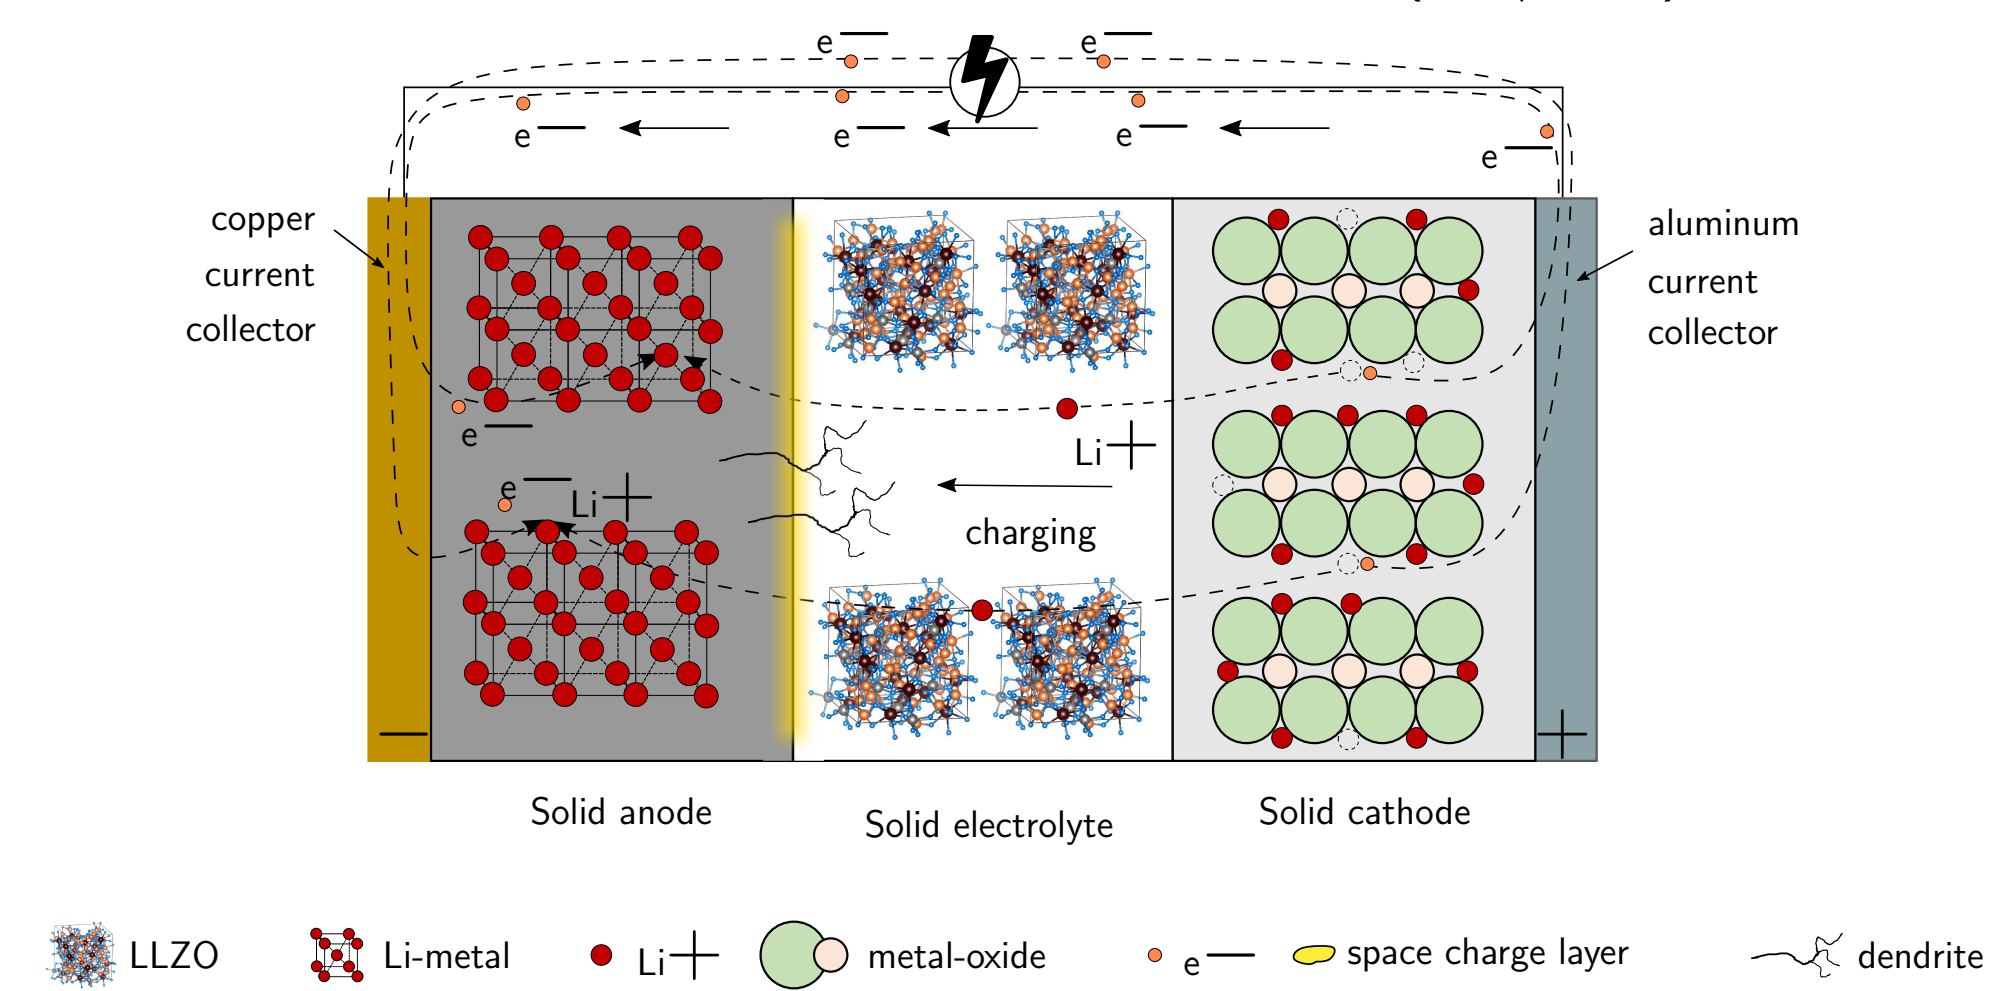 e− e−
e− e− e− e−
copper
current
collector
aluminum
current
collector
e−
Li+
e− Li+
charging
− +
Solid anode
Solid electrolyte
Solid cathode
LLZO
Li-metal
Li+
metal-oxide
e−
space charge layer
dendrite